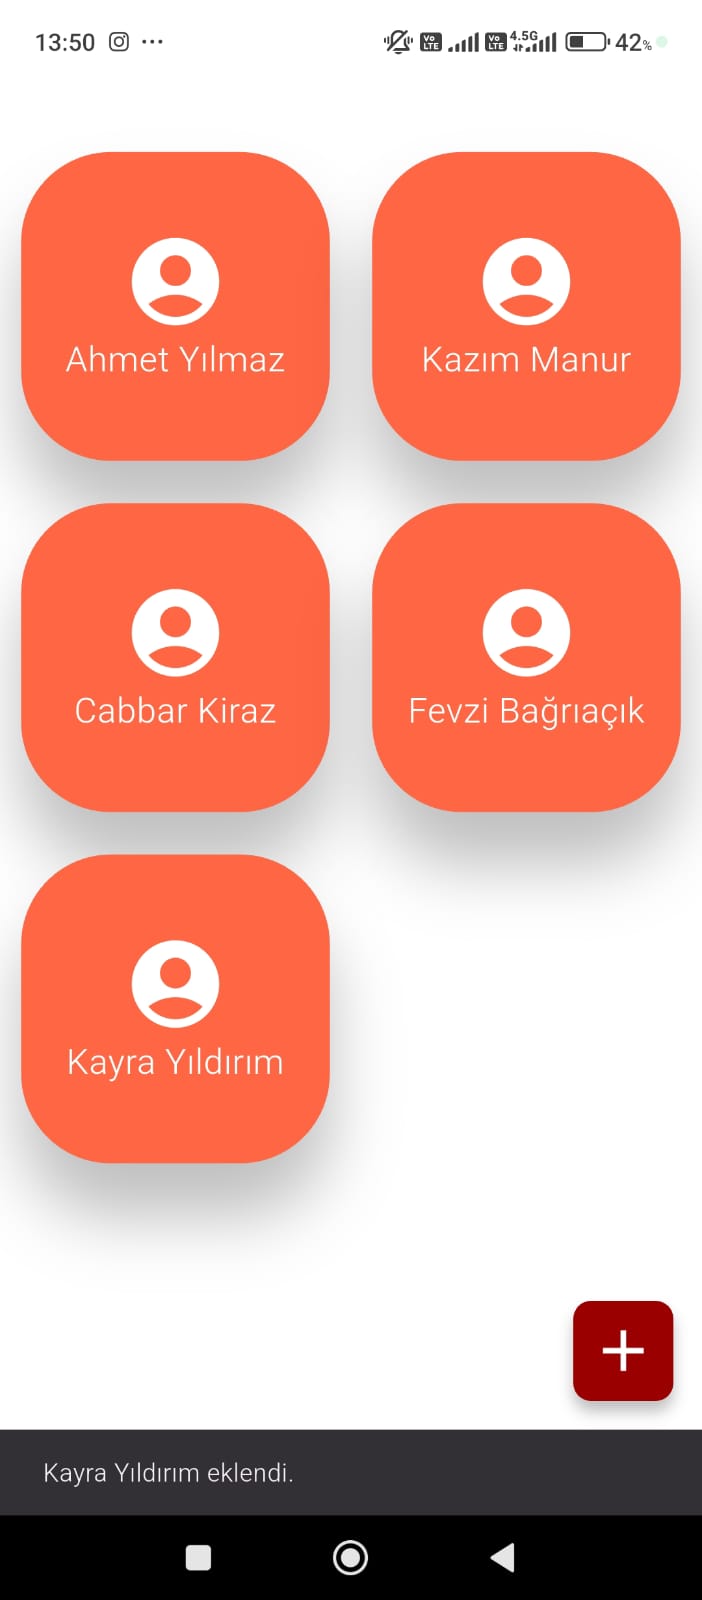 13:50 ... Vo LTE Vo LTE 4.5G 42%
Ahmet Yılmaz
Kazım Manur
Cabbar Kiraz
Fevzi Bağrıaçık
Kayra Yıldırım
Kayra Yıldırım eklendi.